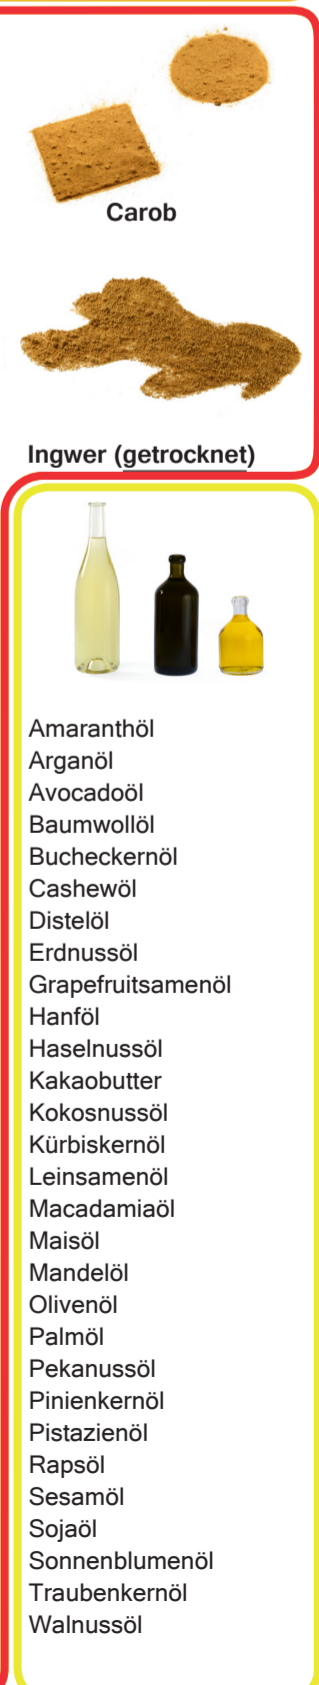 Carob
Ingwer (getrocknet)
Amaranthöl
Arganöl
Avocadoöl
Baumwollöl
Bucheckernöl
Cashewöl
Distelöl
Erdnussöl
Grapefruitsamenöl
Hanföl
Haselnussöl
Kakaobutter
Kokosnussöl
Kürbiskernöl
Leinsamenöl
Macadamiaöl
Maisöl
Mandelöl
Olivenöl
Palmöl
Pekanussöl
Pinienkernöl
Pistazienöl
Rapsöl
Sesamöl
Sojaöl
Sonnenblumenöl
Traubenkernöl
Walnussöl